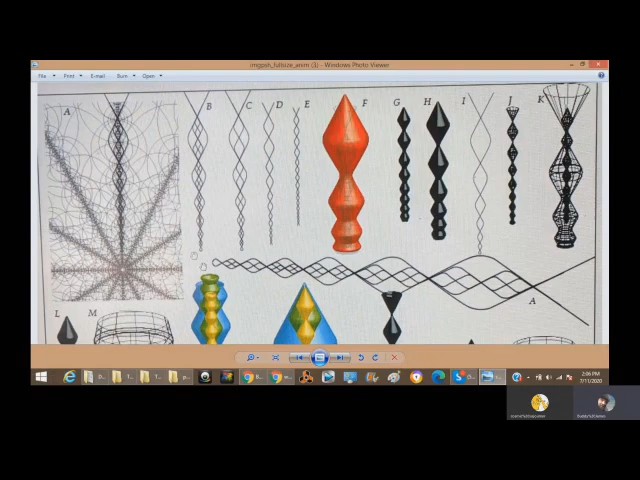 imgpsh_fullsize_anim (3) - Windows Photo Viewer
File Print E-mail Burn Open
A B C D E F G H I J K
A
L M
2:06 PM
7/11/2020